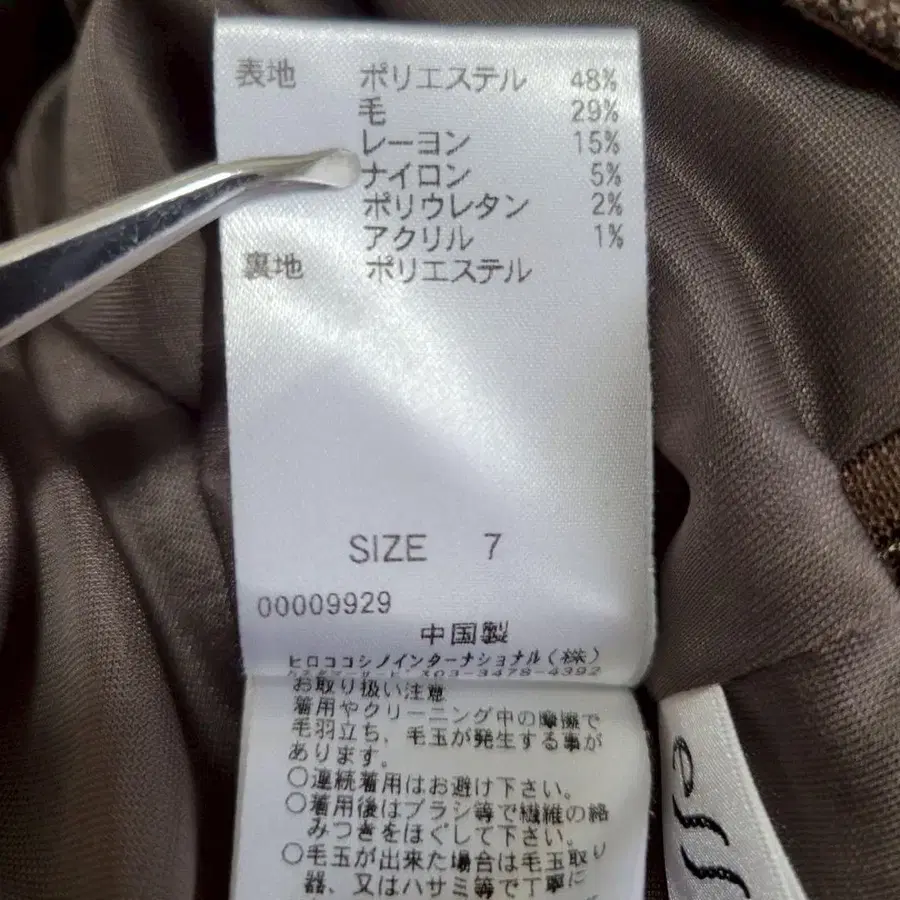 表地 ポリエステル 48%
毛 29%
レーヨン 15%
ナイロン 5%
ポリウレタン 2%
アクリル 1%
裏地 ポリエステル
SIZE 7
00009929
中国製
ヒロココシノインターナショナル(株)
303-3478-4392
お取り扱い注意
着用やクリーニング中の摩擦で
毛羽立ち、毛玉が発生する事が
あります。
○連続着用はお避け下さい。
○着用後はブラシ等で繊維の絡
みつきをほぐして下さい。
○毛玉が出来た場合は毛玉取り
器、又はハサミ等で丁寧に